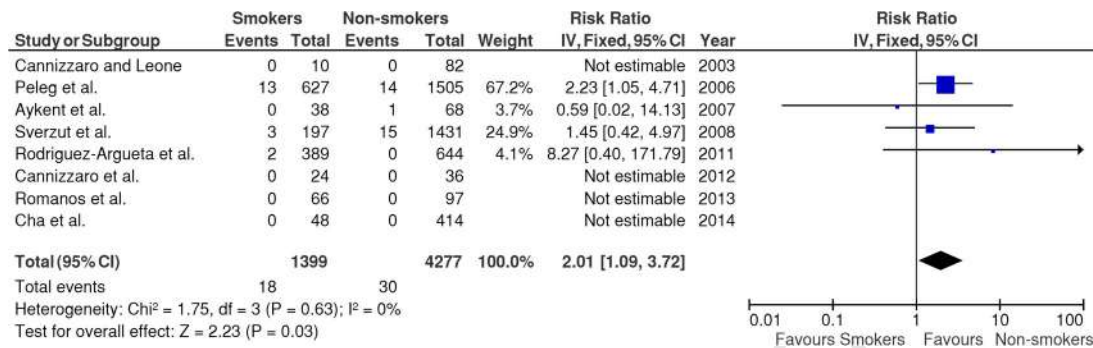 Smokers Non-smokers Risk Ratio Risk Ratio
Study or Subgroup Events Total Events Total Weight IV, Fixed, 95% CI Year IV, Fixed, 95% CI
Cannizzaro and Leone 0 10 0 82 Not estimable 2003
Peleg et al. 13 627 14 1505 67.2% 2.23 [1.05, 4.71] 2006
Aykent et al. 0 38 1 68 3.7% 0.59 [0.02, 14.13] 2007
Sverzut et al. 3 197 15 1431 24.9% 1.45 [0.42, 4.97] 2008
Rodriguez-Argueta et al. 2 389 0 644 4.1% 8.27 [0.40, 171.79] 2011
Cannizzaro et al. 0 24 0 36 Not estimable 2012
Romanos et al. 0 66 0 97 Not estimable 2013
Cha et al. 0 48 0 414 Not estimable 2014
Total (95% CI) 1399 4277 100.0% 2.01 [1.09, 3.72]
Total events 18 30
Heterogeneity: Chi² = 1.75, df = 3 (P = 0.63); I² = 0%
Test for overall effect: Z = 2.23 (P = 0.03)
0.01 0.1 1 10 100
Favours Smokers Favours Non-smokers